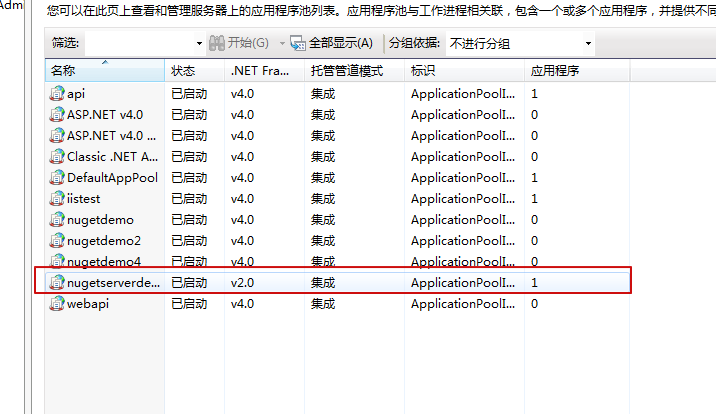 Admi
您可以在此页上查看和管理服务器上的应用程序池列表。应用程序池与工作进程相关联，包含一个或多个应用程序，并提供不同
筛选: 开始(G) 全部显示(A) 分组依据: 不进行分组
名称 状态 .NET Fra... 托管管道模式 标识 应用程序
api 已启动 v4.0 集成 ApplicationPoolI... 1
ASP.NET v4.0 已启动 v4.0 集成 ApplicationPoolI... 0
ASP.NET v4.0 ... 已启动 v4.0 集成 ApplicationPoolI... 0
Classic .NET A... 已启动 v4.0 集成 ApplicationPoolI... 0
DefaultAppPool 已启动 v4.0 集成 ApplicationPoolI... 1
iistest 已启动 v4.0 集成 ApplicationPoolI... 1
nugetdemo 已启动 v4.0 集成 ApplicationPoolI... 0
nugetdemo2 已启动 v4.0 集成 ApplicationPoolI... 0
nugetdemo4 已启动 v4.0 集成 ApplicationPoolI... 0
nugetserverde... 已启动 v2.0 集成 ApplicationPoolI... 1
webapi 已启动 v4.0 集成 ApplicationPoolI... 0